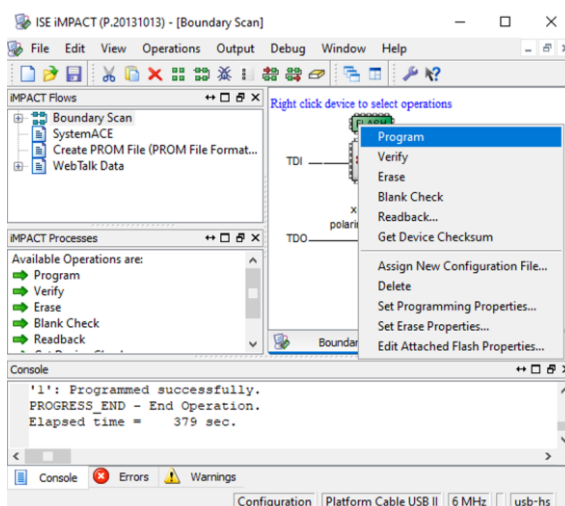 ISE iMPACT (P.20131013) - [Boundary Scan]
File Edit View Operations Output Debug Window Help
iMPACT Flows
Boundary Scan
SystemACE
Create PROM File (PROM File Format...
WebTalk Data
Right click device to select operations
FLASH
TDI
TDO
Program
Verify
Erase
Blank Check
Readback...
Get Device Checksum
Assign New Configuration File...
Delete
Set Programming Properties...
Set Erase Properties...
Edit Attached Flash Properties...
iMPACT Processes
Available Operations are:
Program
Verify
Erase
Blank Check
Readback
Console
'1': Programmed successfully.
PROGRESS_END - End Operation.
Elapsed time = 379 sec.
Console Errors Warnings
Configuration Platform Cable USB II 6 MHz usb-hs